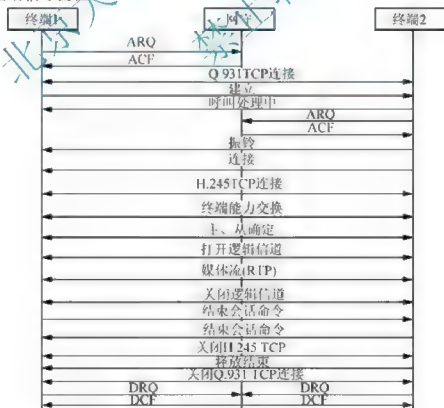 终端1
网守
终端2
ARQ
ACF
Q.931TCP连接
建立
呼叫处理中
ARQ
ACF
振铃
连接
H.245TCP连接
终端能力交换
主、从确定
打开逻辑信道
媒体流(RTP)
关闭逻辑信道
结束会话命令
结束会话命令
关闭H.245 TCP
释放结束
关闭Q.931 TCP连接
DRQ DRQ
DCF DCF